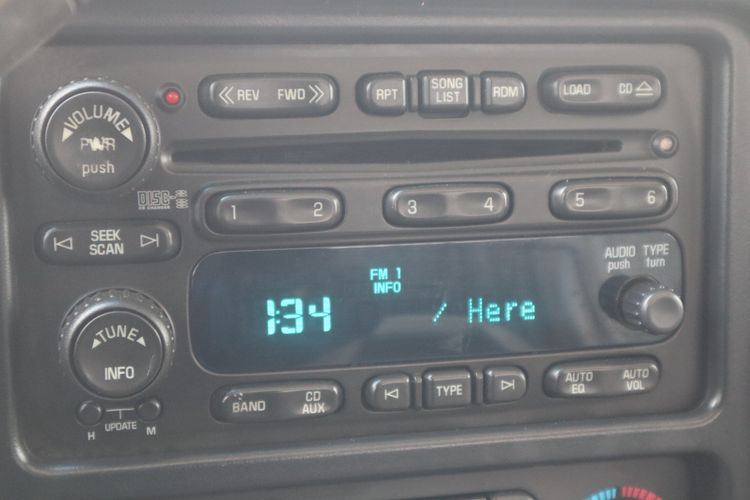 REV FWD
RPT
SONG
LIST
RDM
LOAD CD
VOLUME
PWR
push
DISC
CD CHANGER
1 2
3 4
5 6
SEEK
SCAN
AUDIO TYPE
push turn
FM 1
INFO
1:34 / Here
TUNE
INFO
BAND
CD
AUX
TYPE
AUTO
EQ
AUTO
VOL
H UPDATE M